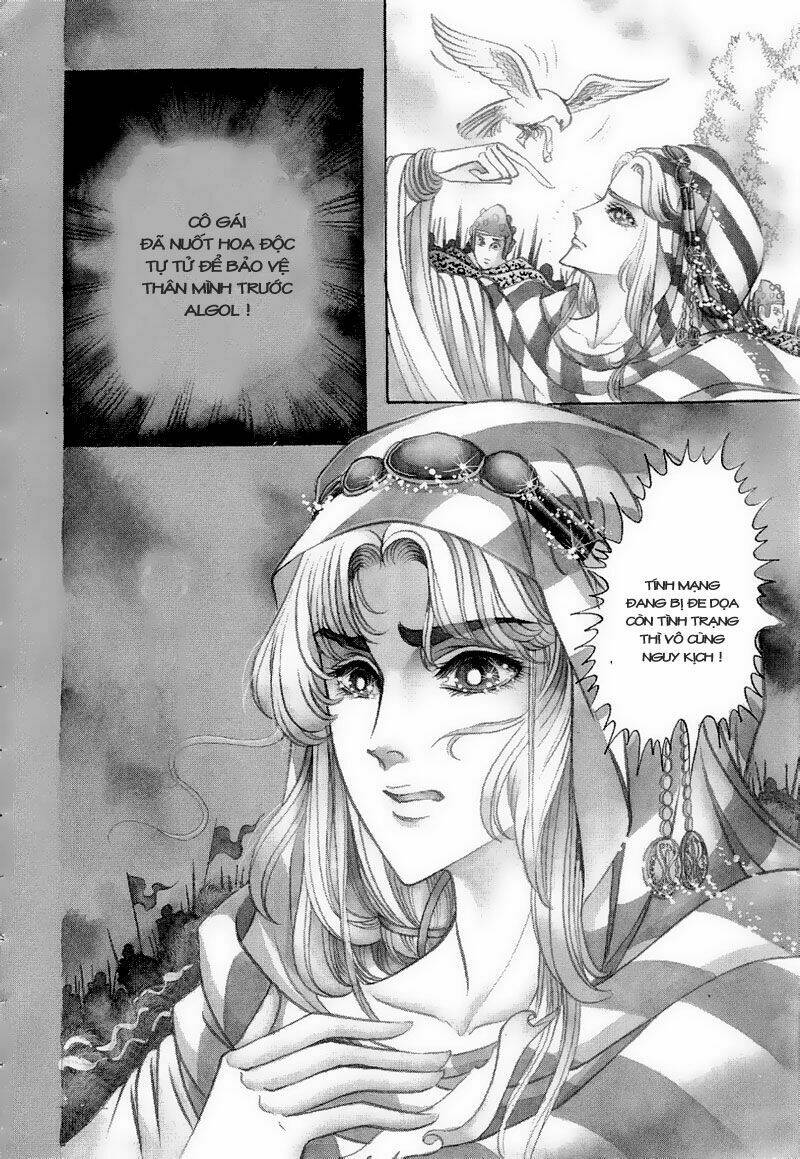 CÔ GÁI
ĐÃ NUỐT HOA ĐỘC
TỰ TỬ ĐỂ BẢO VỆ
THÂN MÌNH TRƯỚC
ALGOL !
TÍNH MẠNG
ĐANG BỊ ĐE DỌA
CÒN TÌNH TRẠNG
THÌ VÔ CÙNG
NGUY KỊCH !